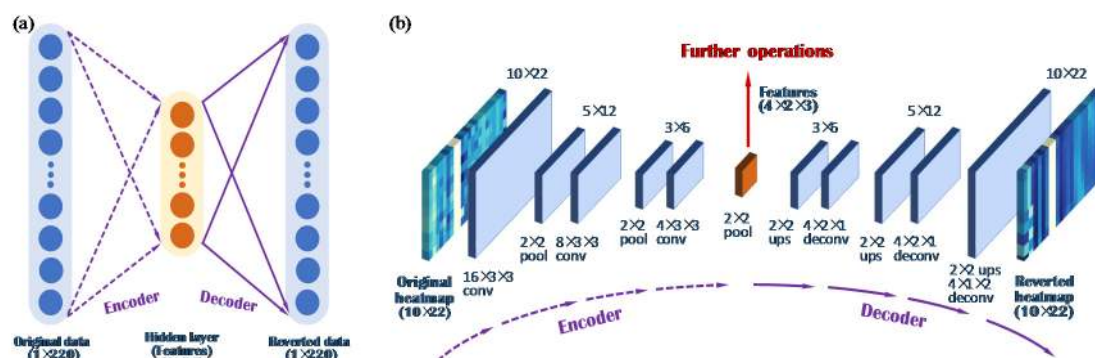 (a)
Encoder
Decoder
Original data
(1×220)
Hidden layer
(Features)
Reverted data
(1×220)
(b)
Further operations
Features
(4×2×3)
10×22
5×12
3×6
3×6
5×12
10×22
Original
heatmap
(10×22)
16×3×3
conv
2×2
pool
8×3×3
conv
2×2
pool
4×3×3
conv
2×2
pool
2×2
ups
4×2×1
deconv
2×2
ups
4×2×1
deconv
2×2 ups
4×1×2
deconv
Reverted
heatmap
(10×22)
Encoder
Decoder